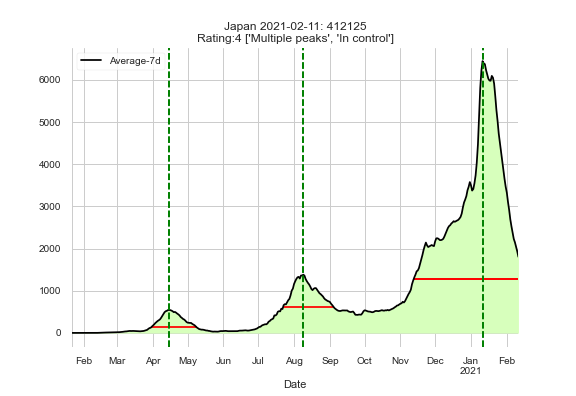 Japan 2021-02-11: 412125
Rating:4 ['Multiple peaks', 'In control']
Average-7d
6000
5000
4000
3000
2000
1000
0
Feb Mar Apr May Jun Jul Aug Sep Oct Nov Dec Jan Feb
2021
Date